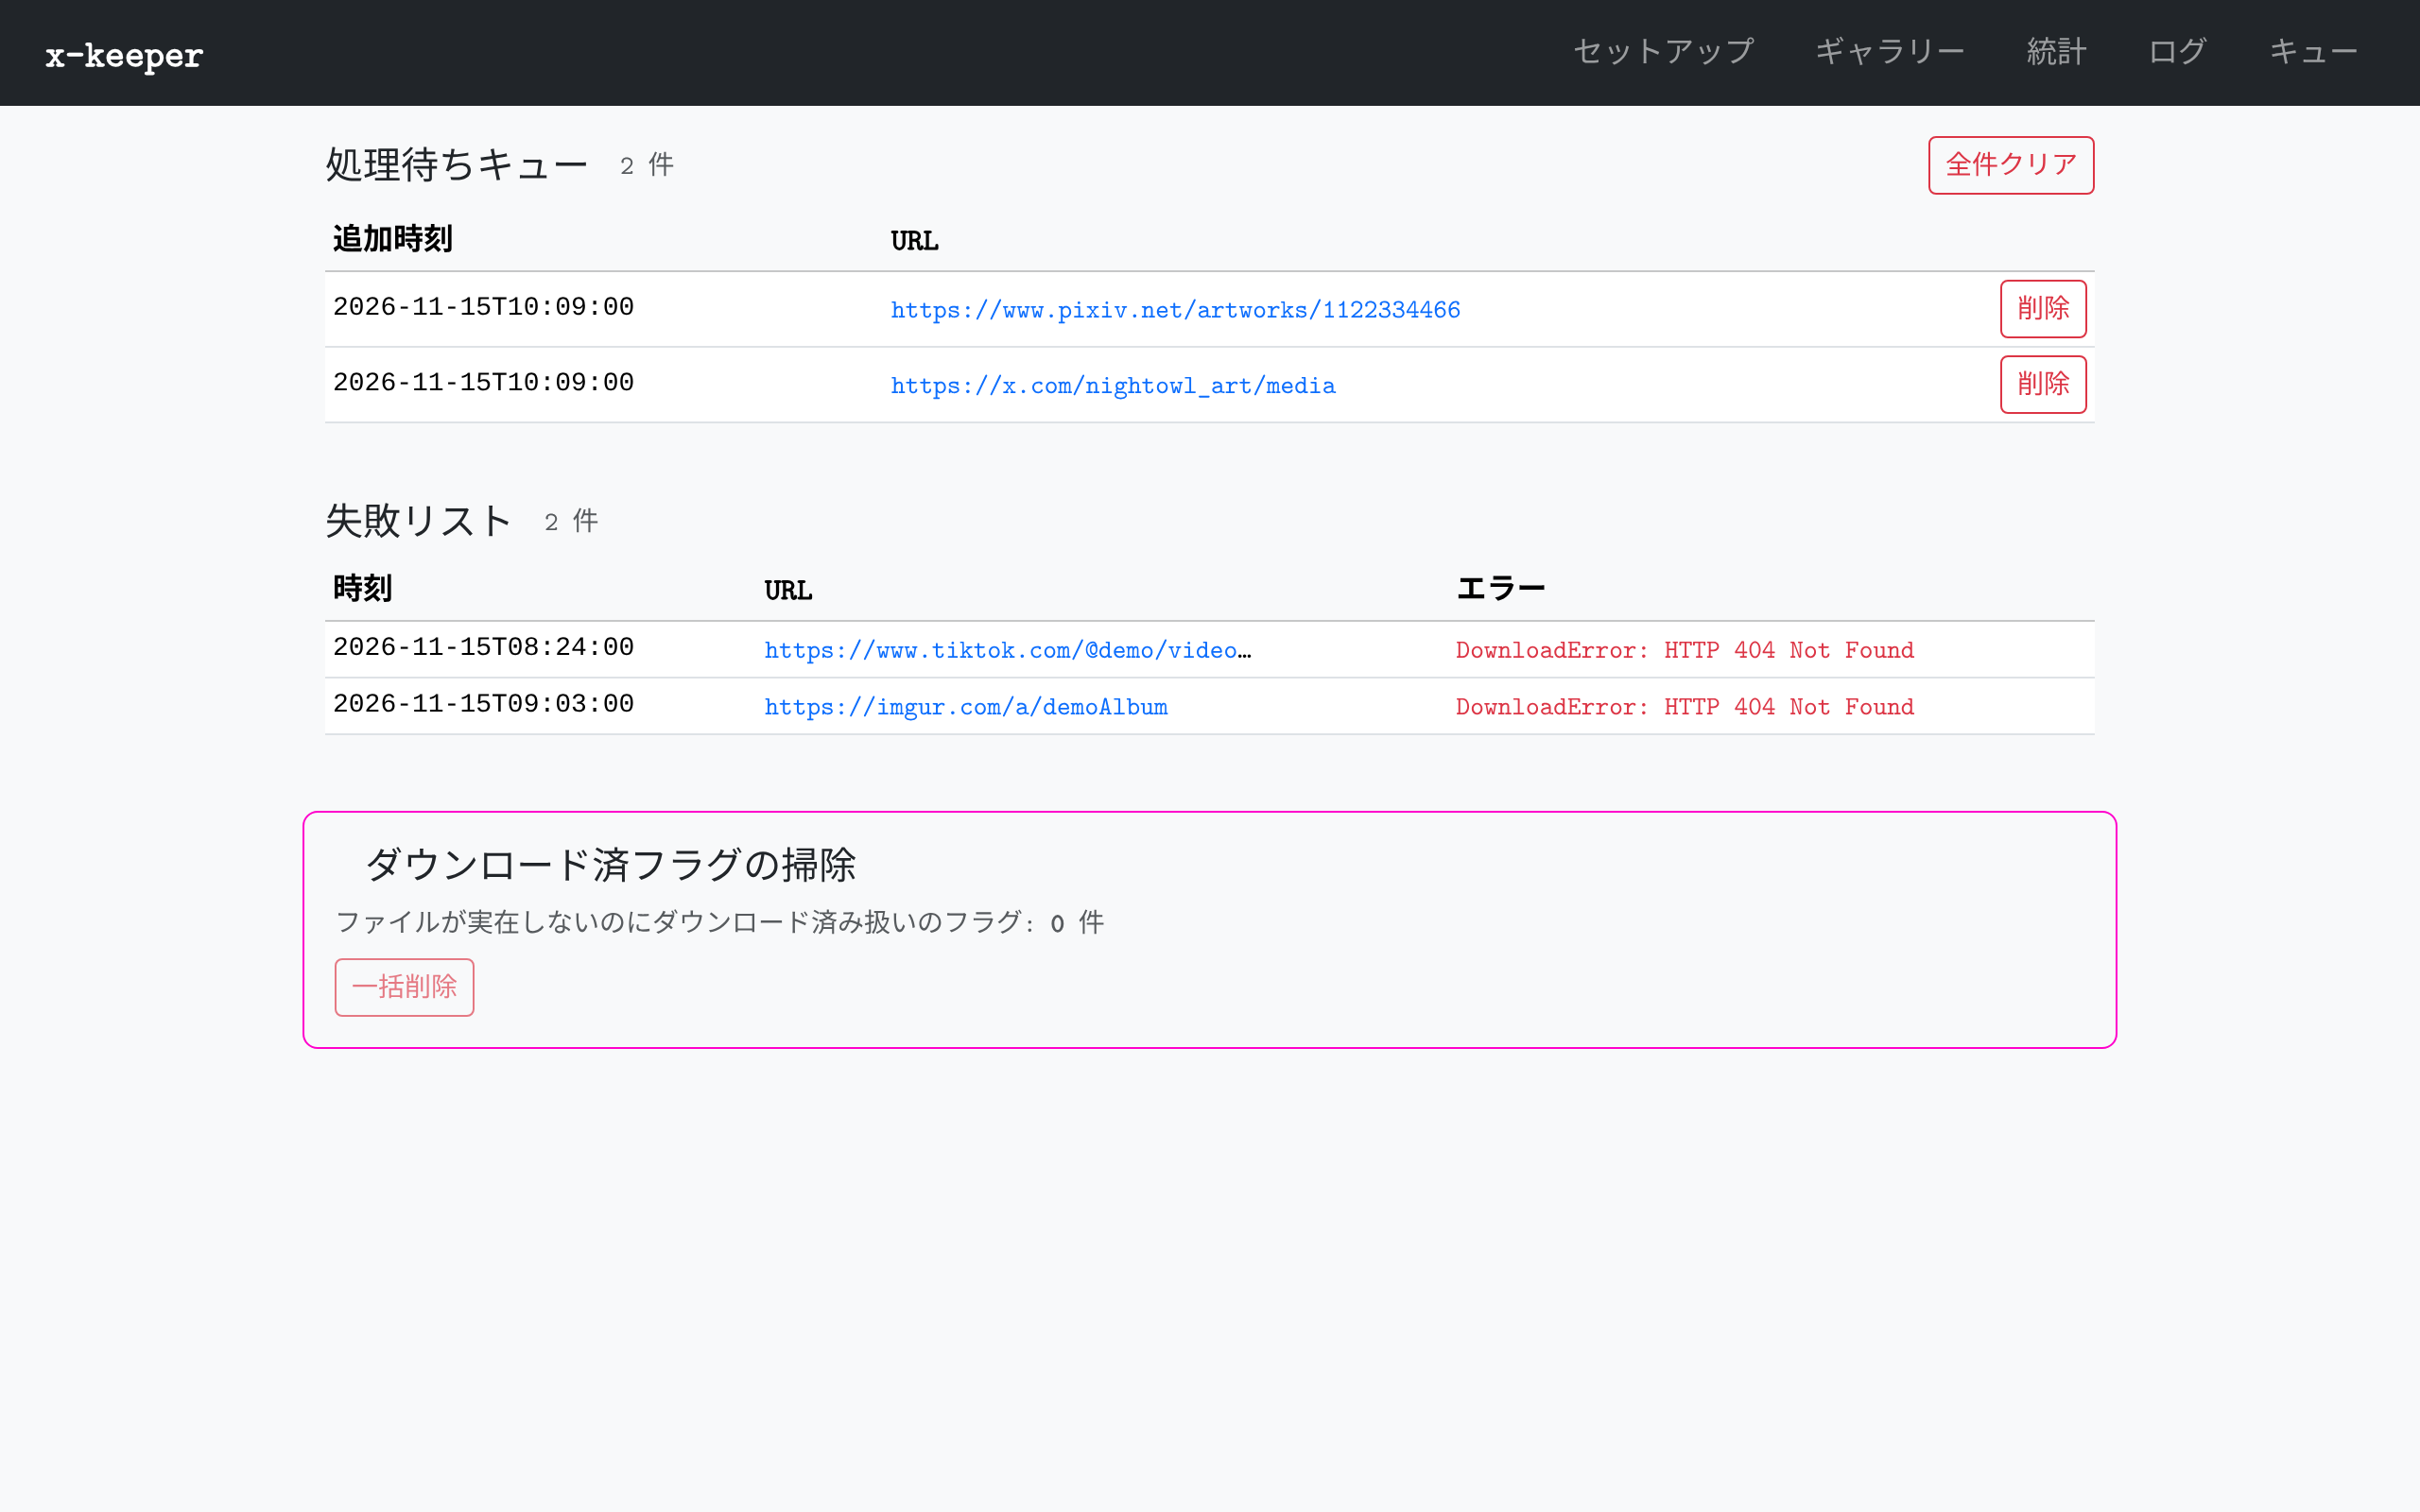 x-keeper セットアップ ギャラリー 統計 ログ キュー
処理待ちキュー 2 件 全件クリア
追加時刻 URL
2026-11-15T10:09:00 https://www.pixiv.net/artworks/1122334466 削除
2026-11-15T10:09:00 https://x.com/nightowl_art/media 削除
失敗リスト 2 件
時刻 URL エラー
2026-11-15T08:24:00 https://www.tiktok.com/@demo/video… DownloadError: HTTP 404 Not Found
2026-11-15T09:03:00 https://imgur.com/a/demoAlbum DownloadError: HTTP 404 Not Found
ダウンロード済フラグの掃除
ファイルが実在しないのにダウンロード済み扱いのフラグ: 0 件
一括削除